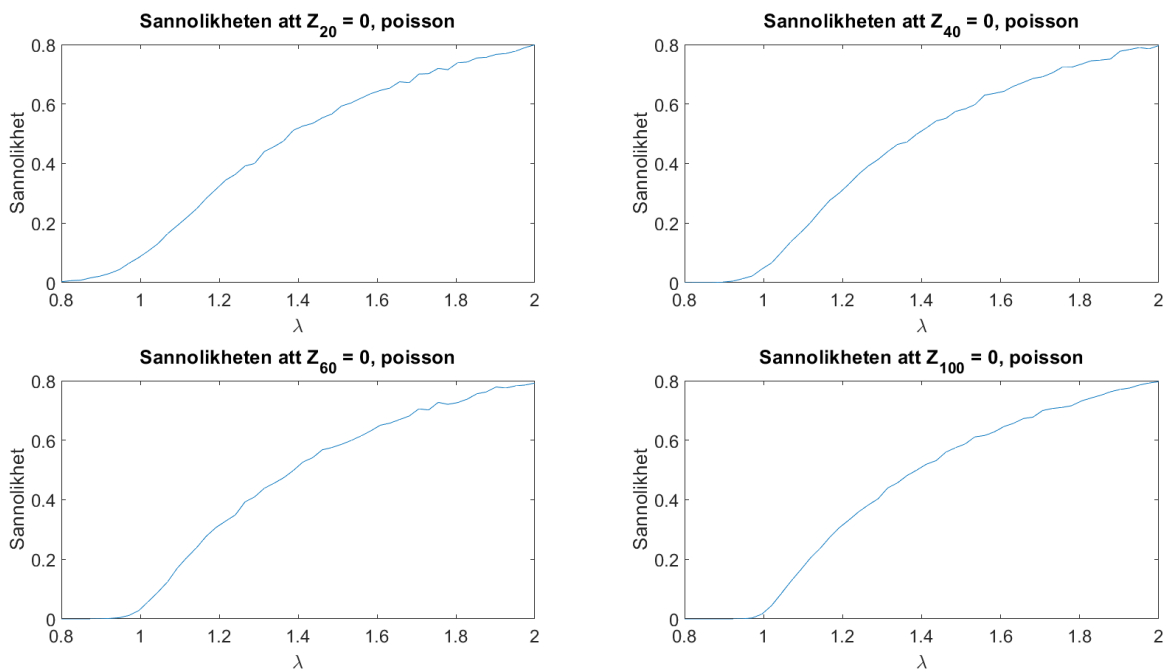 Sannolikheten att Z20 = 0, poisson
Sannolikhet
0.8
0.6
0.4
0.2
0
0.8 1 1.2 1.4 1.6 1.8 2
λ
Sannolikheten att Z40 = 0, poisson
Sannolikhet
0.8
0.6
0.4
0.2
0
0.8 1 1.2 1.4 1.6 1.8 2
λ
Sannolikheten att Z60 = 0, poisson
Sannolikhet
0.8
0.6
0.4
0.2
0
0.8 1 1.2 1.4 1.6 1.8 2
λ
Sannolikheten att Z100 = 0, poisson
Sannolikhet
0.8
0.6
0.4
0.2
0
0.8 1 1.2 1.4 1.6 1.8 2
λ